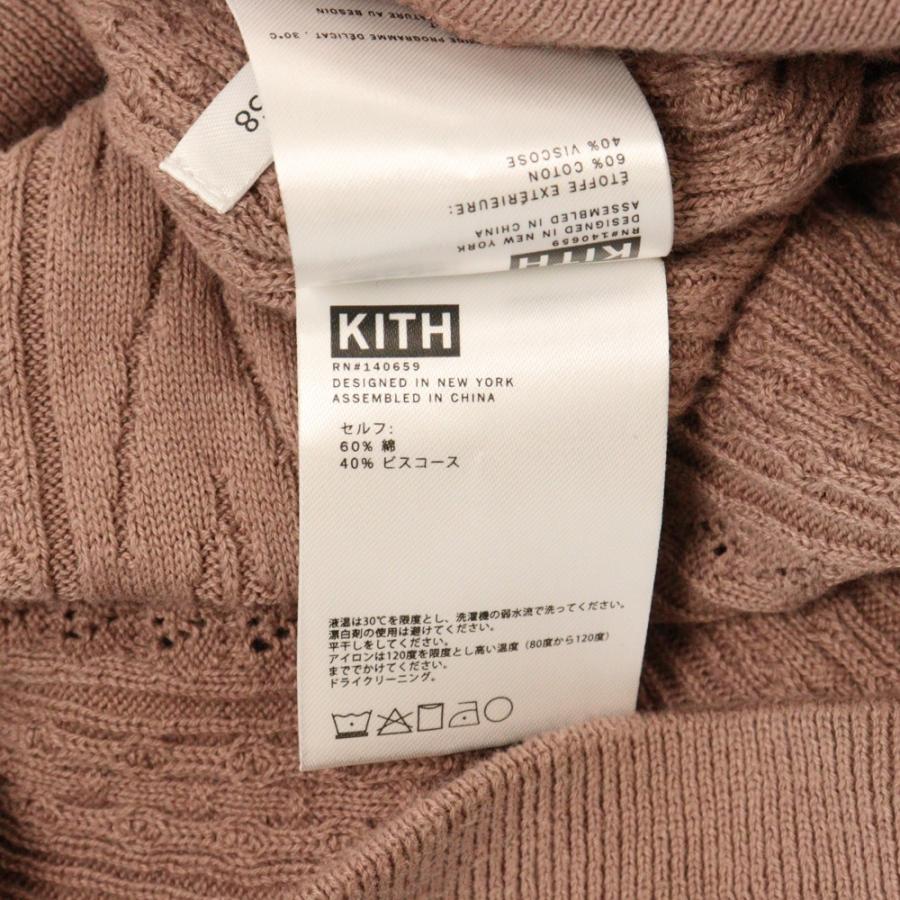 KITH
RN#140659
DESIGNED IN NEW YORK
ASSEMBLED IN CHINA
セルフ:
60% 綿
40% ビスコース
液温は30℃を限度とし、洗濯機の弱水流で洗ってください。
漂白剤の使用は避けてください。
平干しをしてください。
アイロンは120度を限度とし高い温度（80度から120度）
まででかけてください。
ドライクリーニング。
KITH
RN#140659
DESIGNED IN NEW YORK
ASSEMBLED IN CHINA
ÉTOFFE EXTÉRIEURE:
60% COTON
40% VISCOSE
PROGRAMME DÉLICAT, 30°C
AU BESOIN